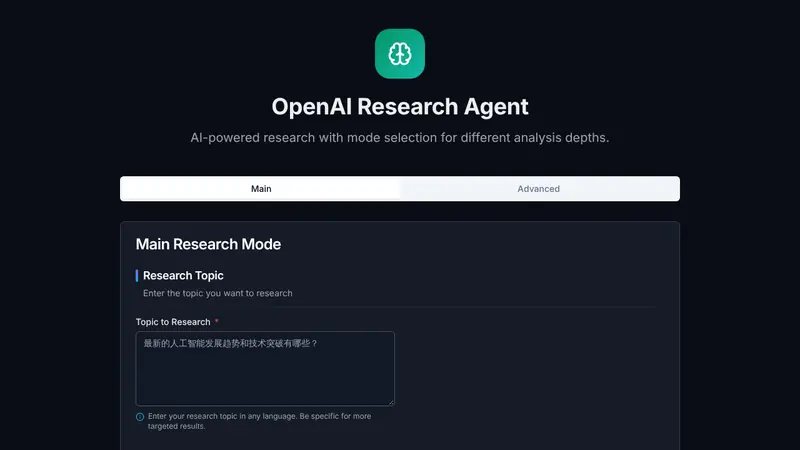 OpenAI Research Agent
AI-powered research with mode selection for different analysis depths.
Main
Advanced
Main Research Mode
Research Topic
Enter the topic you want to research
Topic to Research *
最新的人工智能发展趋势和技术突破有哪些？
Enter your research topic in any language. Be specific for more
targeted results.